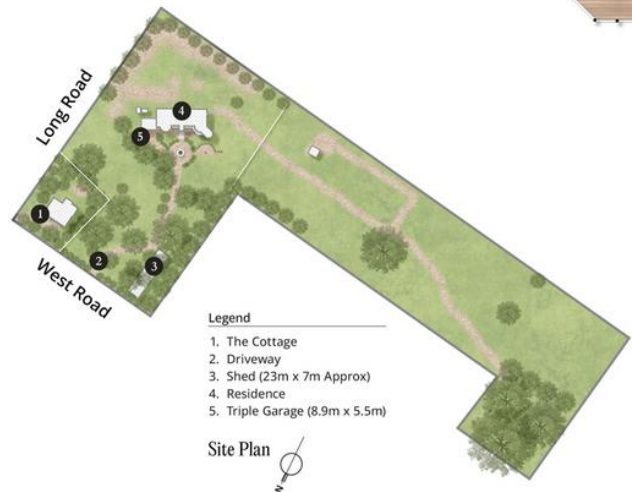 Long Road
4
5
1
2
3
West Road
Legend
1. The Cottage
2. Driveway
3. Shed (23m x 7m Approx)
4. Residence
5. Triple Garage (8.9m x 5.5m)
Site Plan
N